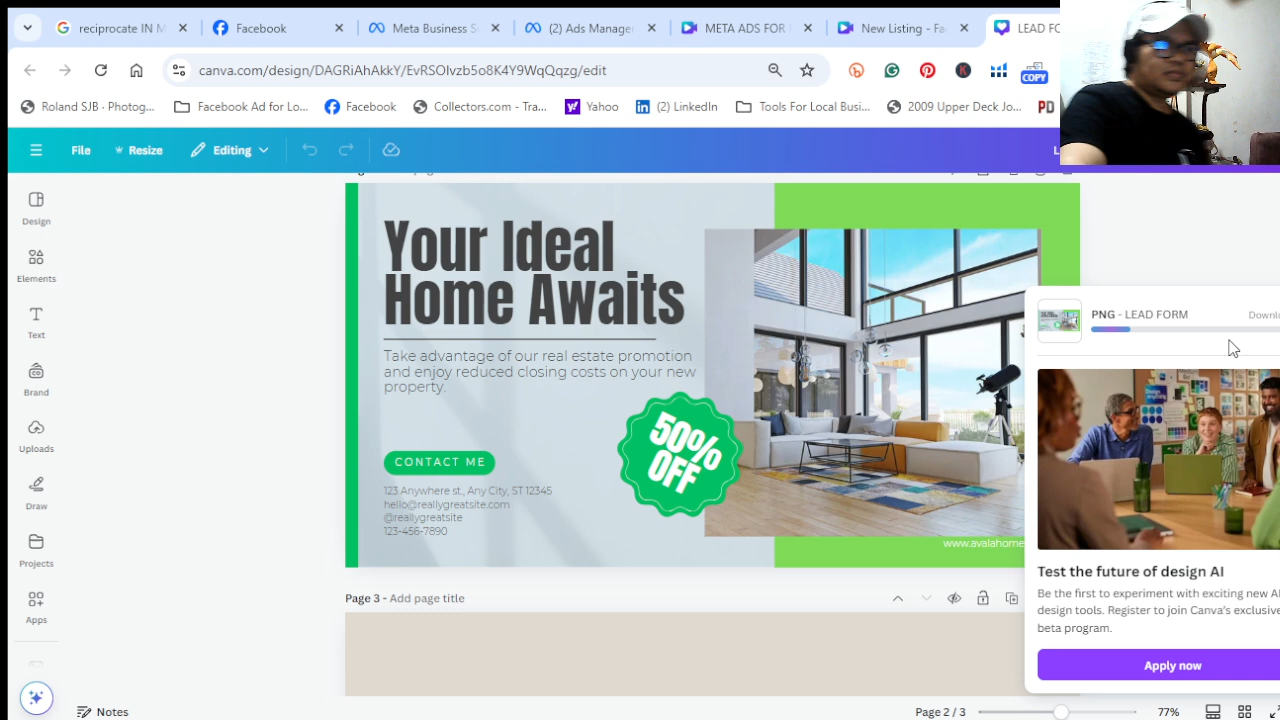 reciprocate IN M
Facebook
Meta Business S
(2) Ads Manager
META ADS FOR
New Listing - Fa
LEAD FO
canva.com/design/
/edit
COPY
Roland SJB · Photog...
Facebook Ad for Lo...
Facebook
Collectors.com - Tra...
Yahoo
(2) LinkedIn
Tools For Local Busi...
2009 Upper Deck Jo...
PD
File
Resize
Editing
Design
Elements
Text
Brand
Uploads
Draw
Projects
Apps
Your Ideal
Home Awaits
Take advantage of our real estate promotion
and enjoy reduced closing costs on your new
property.
50%
OFF
CONTACT ME
123 Anywhere st., Any City, ST 12345
hello@reallygreatsite.com
@reallygreatsite
123-456-7890
www.avalahome
PNG - LEAD FORM
Downlo
Test the future of design AI
Be the first to experiment with exciting new AI
design tools. Register to join Canva's exclusive
beta program.
Apply now
Page 3 - Add page title
Notes
Page 2 / 3
77%